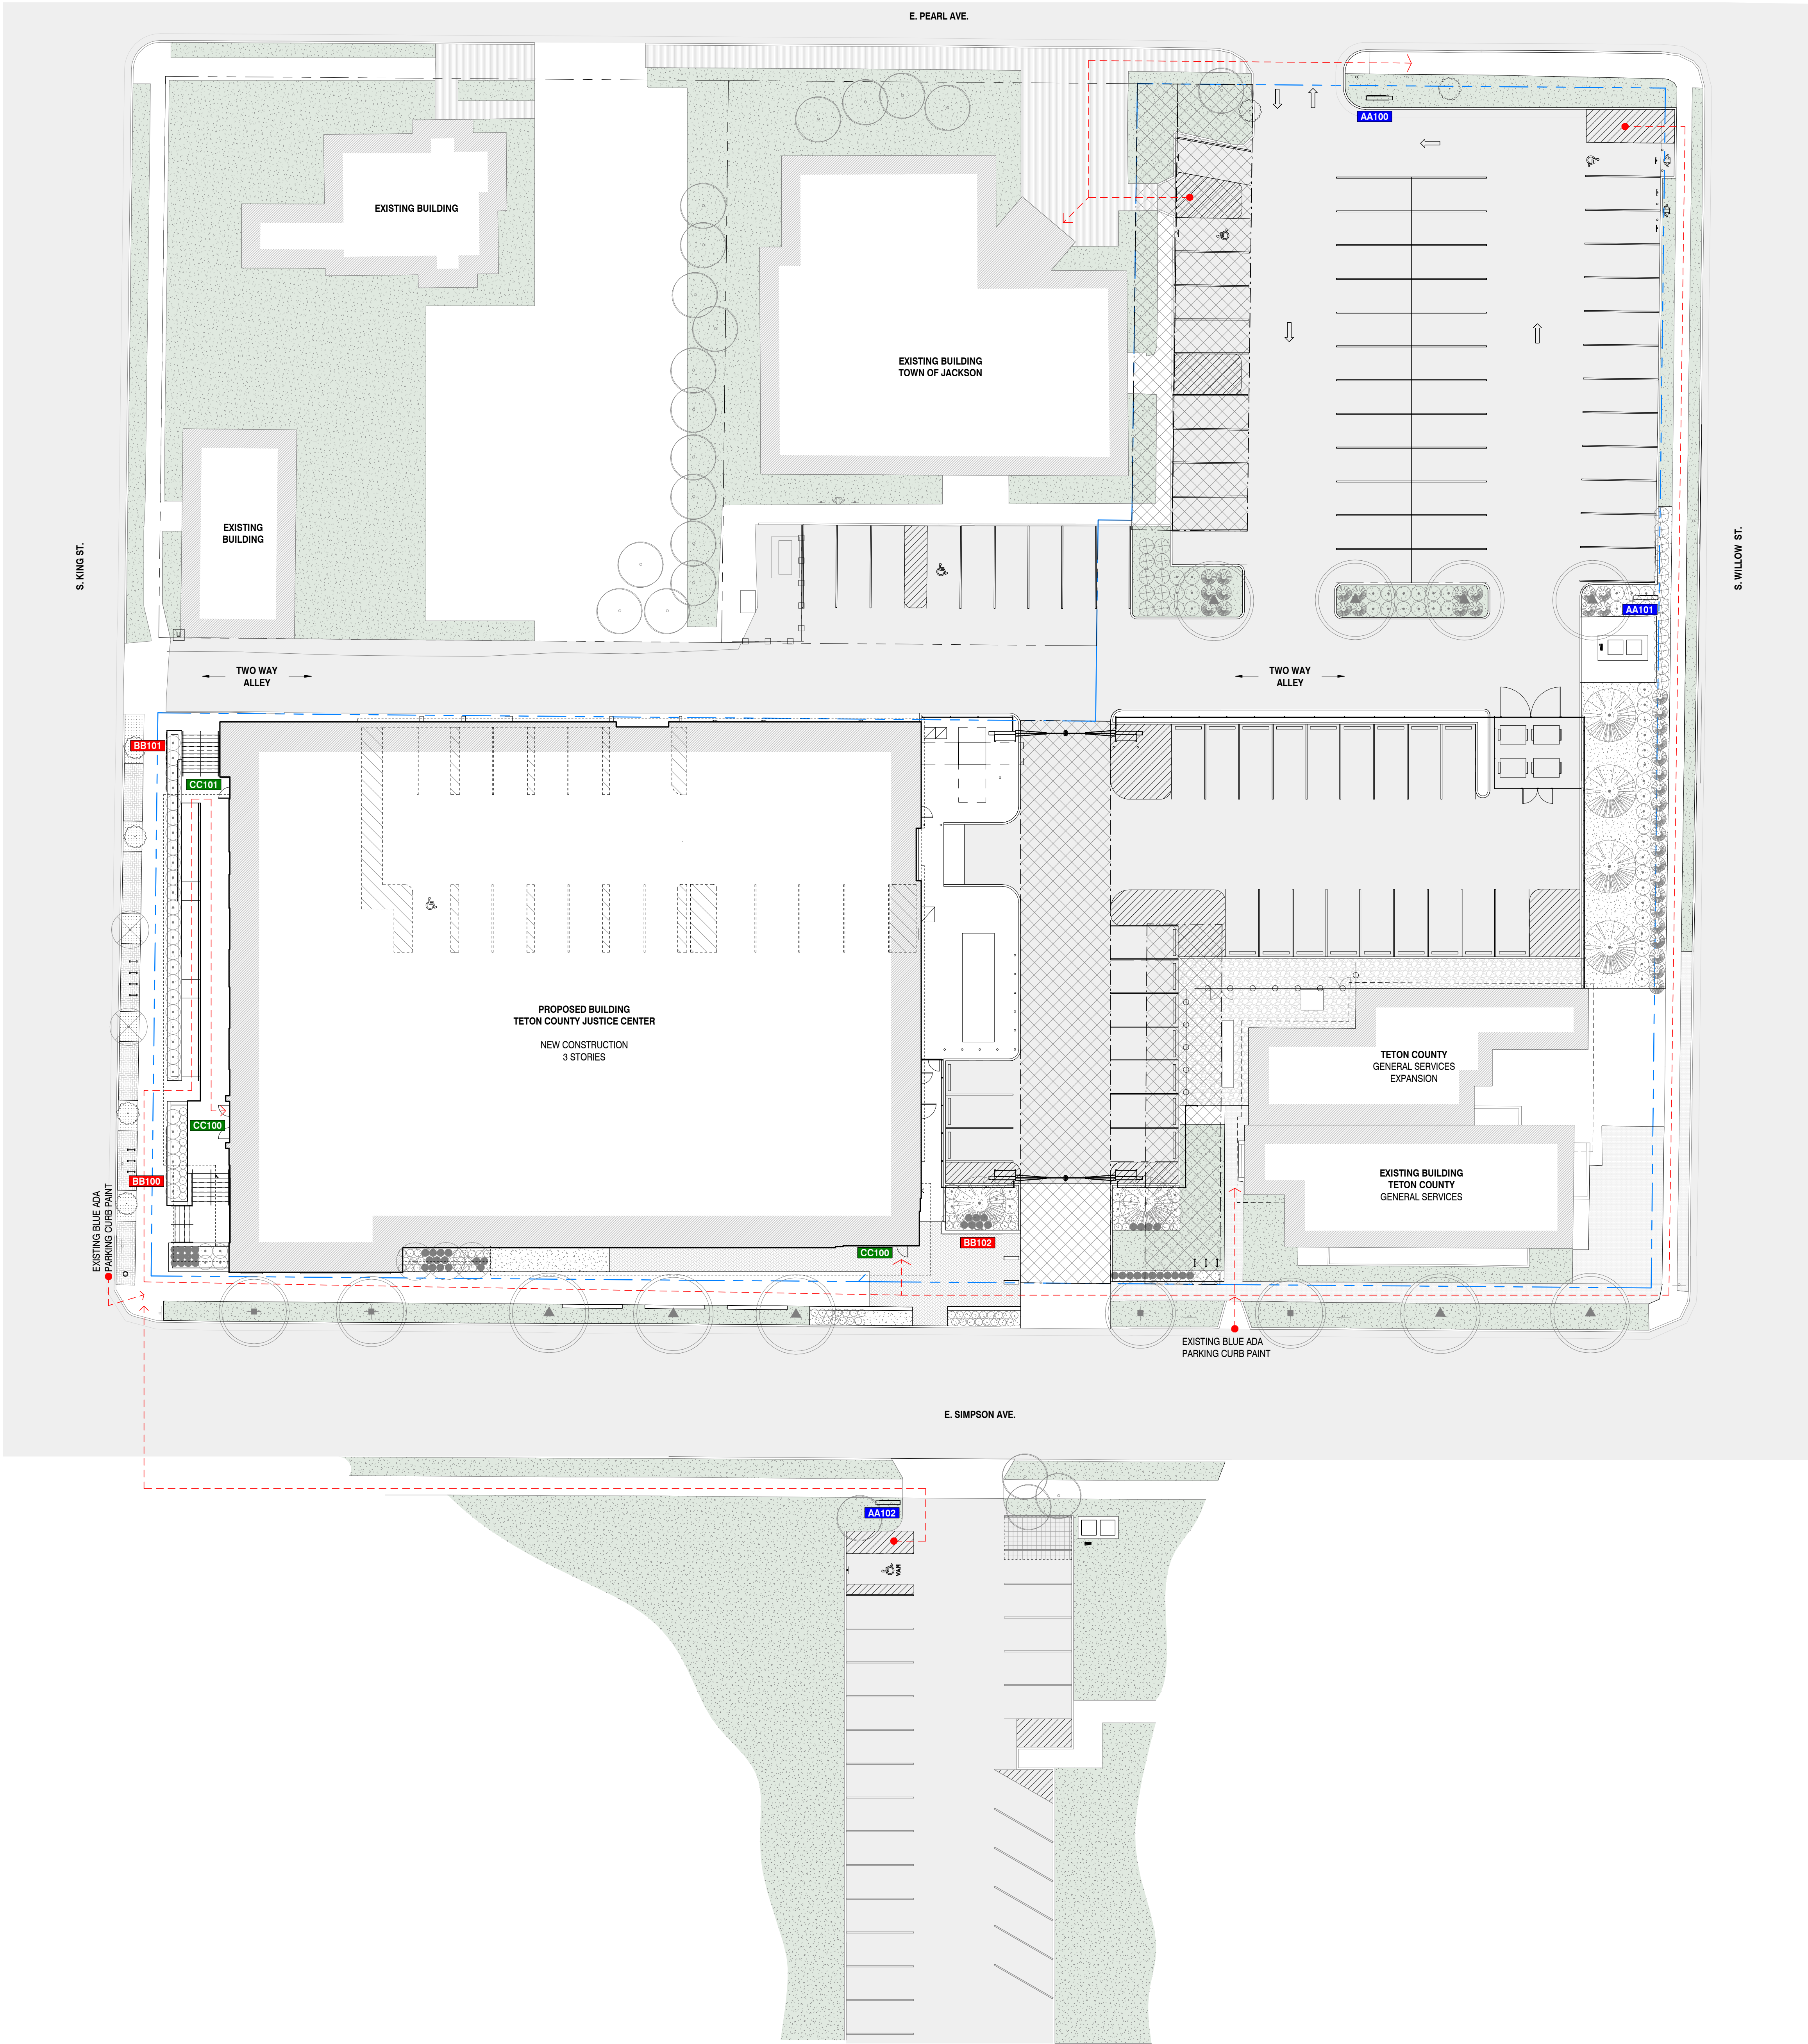 E. PEARL AVE.
AA100
EXISTING BUILDING
EXISTING BUILDING
TOWN OF JACKSON
EXISTING
BUILDING
S. KING ST.
S. WILLOW ST.
AA101
U
TWO WAY
ALLEY
TWO WAY
ALLEY
BB101
CC101
PROPOSED BUILDING
TETON COUNTY JUSTICE CENTER
NEW CONSTRUCTION
3 STORIES
TETON COUNTY
GENERAL SERVICES
EXPANSION
CC100
BB100
EXISTING BUILDING
TETON COUNTY
GENERAL SERVICES
EXISTING BLUE ADA
PARKING CURB PAINT
CC100
BB102
EXISTING BLUE ADA
PARKING CURB PAINT
E. SIMPSON AVE.
AA102
VAN